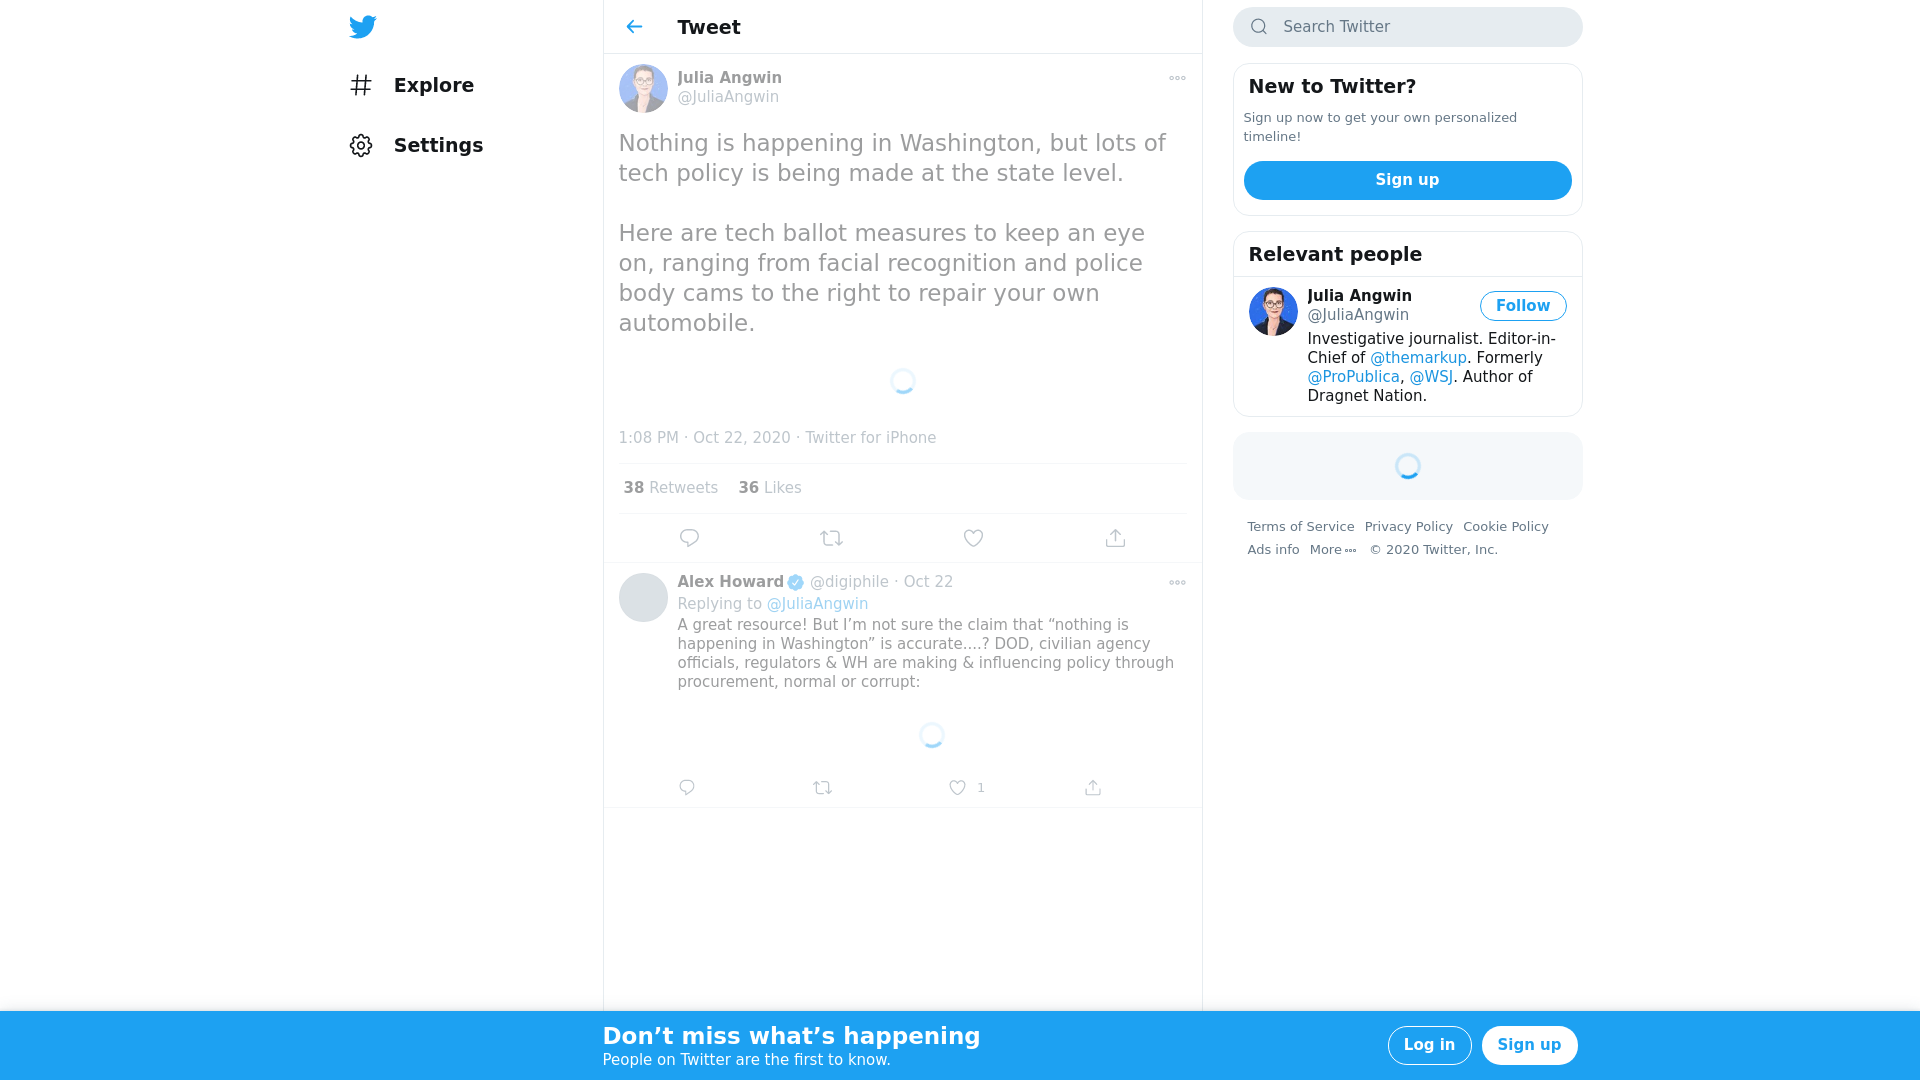 Explore
Settings
Tweet
Julia Angwin
@JuliaAngwin
Nothing is happening in Washington, but lots of
tech policy is being made at the state level.
Here are tech ballot measures to keep an eye
on, ranging from facial recognition and police
body cams to the right to repair your own
automobile.
1:08 PM · Oct 22, 2020 · Twitter for iPhone
38 Retweets 36 Likes
Alex Howard @digiphile · Oct 22
Replying to @JuliaAngwin
A great resource! But I’m not sure the claim that “nothing is
happening in Washington” is accurate....? DOD, civilian agency
officials, regulators & WH are making & influencing policy through
procurement, normal or corrupt:
1
Search Twitter
New to Twitter?
Sign up now to get your own personalized
timeline!
Sign up
Relevant people
Julia Angwin
@JuliaAngwin
Follow
Investigative journalist. Editor-in-
Chief of @themarkup. Formerly
@ProPublica, @WSJ. Author of
Dragnet Nation.
Terms of Service Privacy Policy Cookie Policy
Ads info More © 2020 Twitter, Inc.
Don’t miss what’s happening
People on Twitter are the first to know.
Log in
Sign up